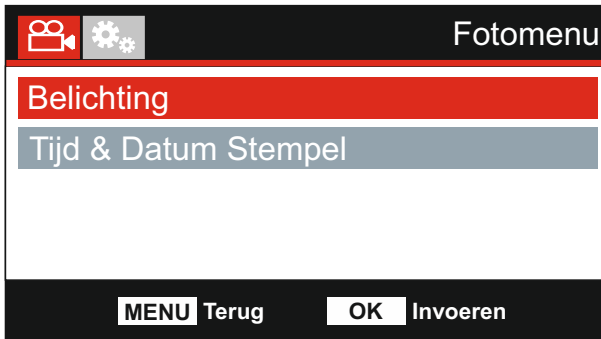 Fotomenu
Belichting
Tijd & Datum Stempel
MENU Terug OK Invoeren